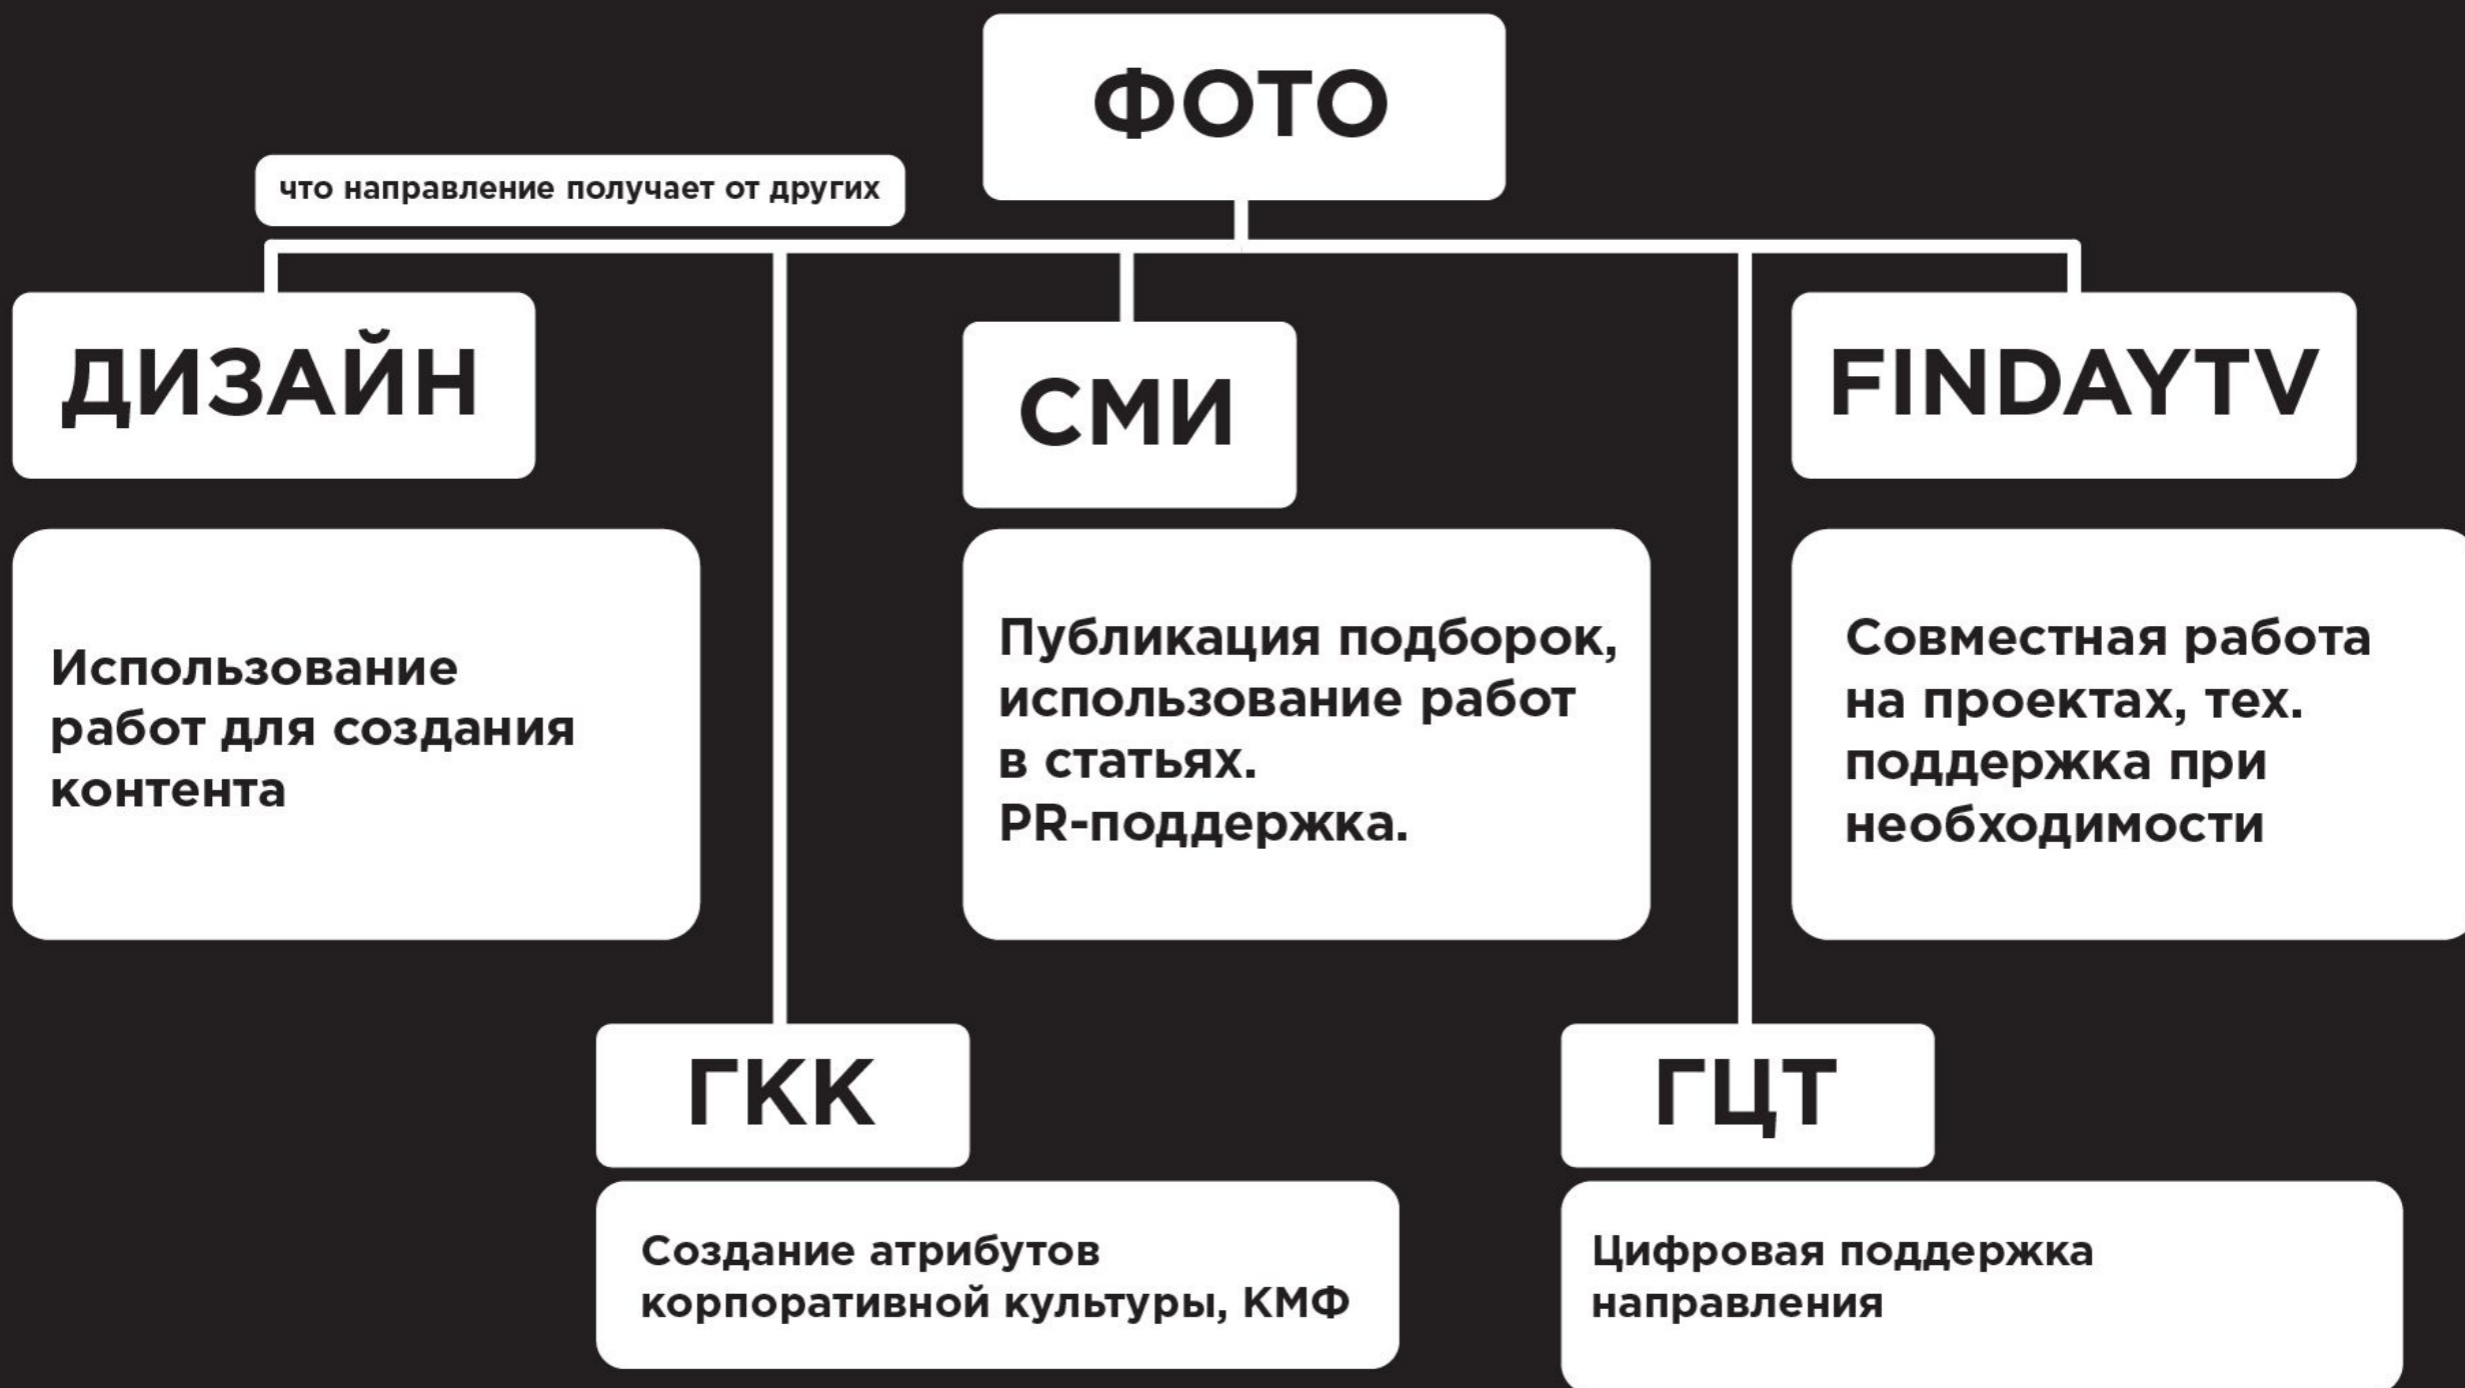 ФОТО
что направление получает от других
ДИЗАЙН
СМИ
FINDAYTV
Использование
работ для создания
контента
Публикация подборок,
использование работ
в статьях.
PR-поддержка.
Совместная работа
на проектах, тех.
поддержка при
необходимости
ГКК
ГЦТ
Создание атрибутов
корпоративной культуры, КМФ
Цифровая поддержка
направления